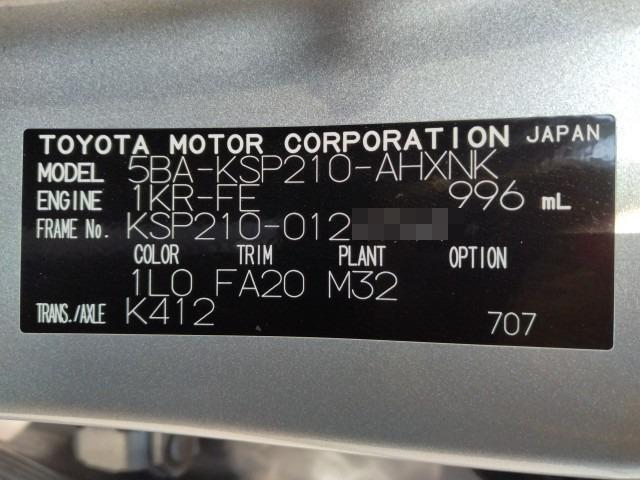 TOYOTA MOTOR CORPORATION JAPAN
MODEL 5BA-KSP210-AHXNK
ENGINE 1KR-FE 996 mL
FRAME No. KSP210-012
COLOR TRIM PLANT OPTION
1L0 FA20 M32
TRANS./AXLE K412 707